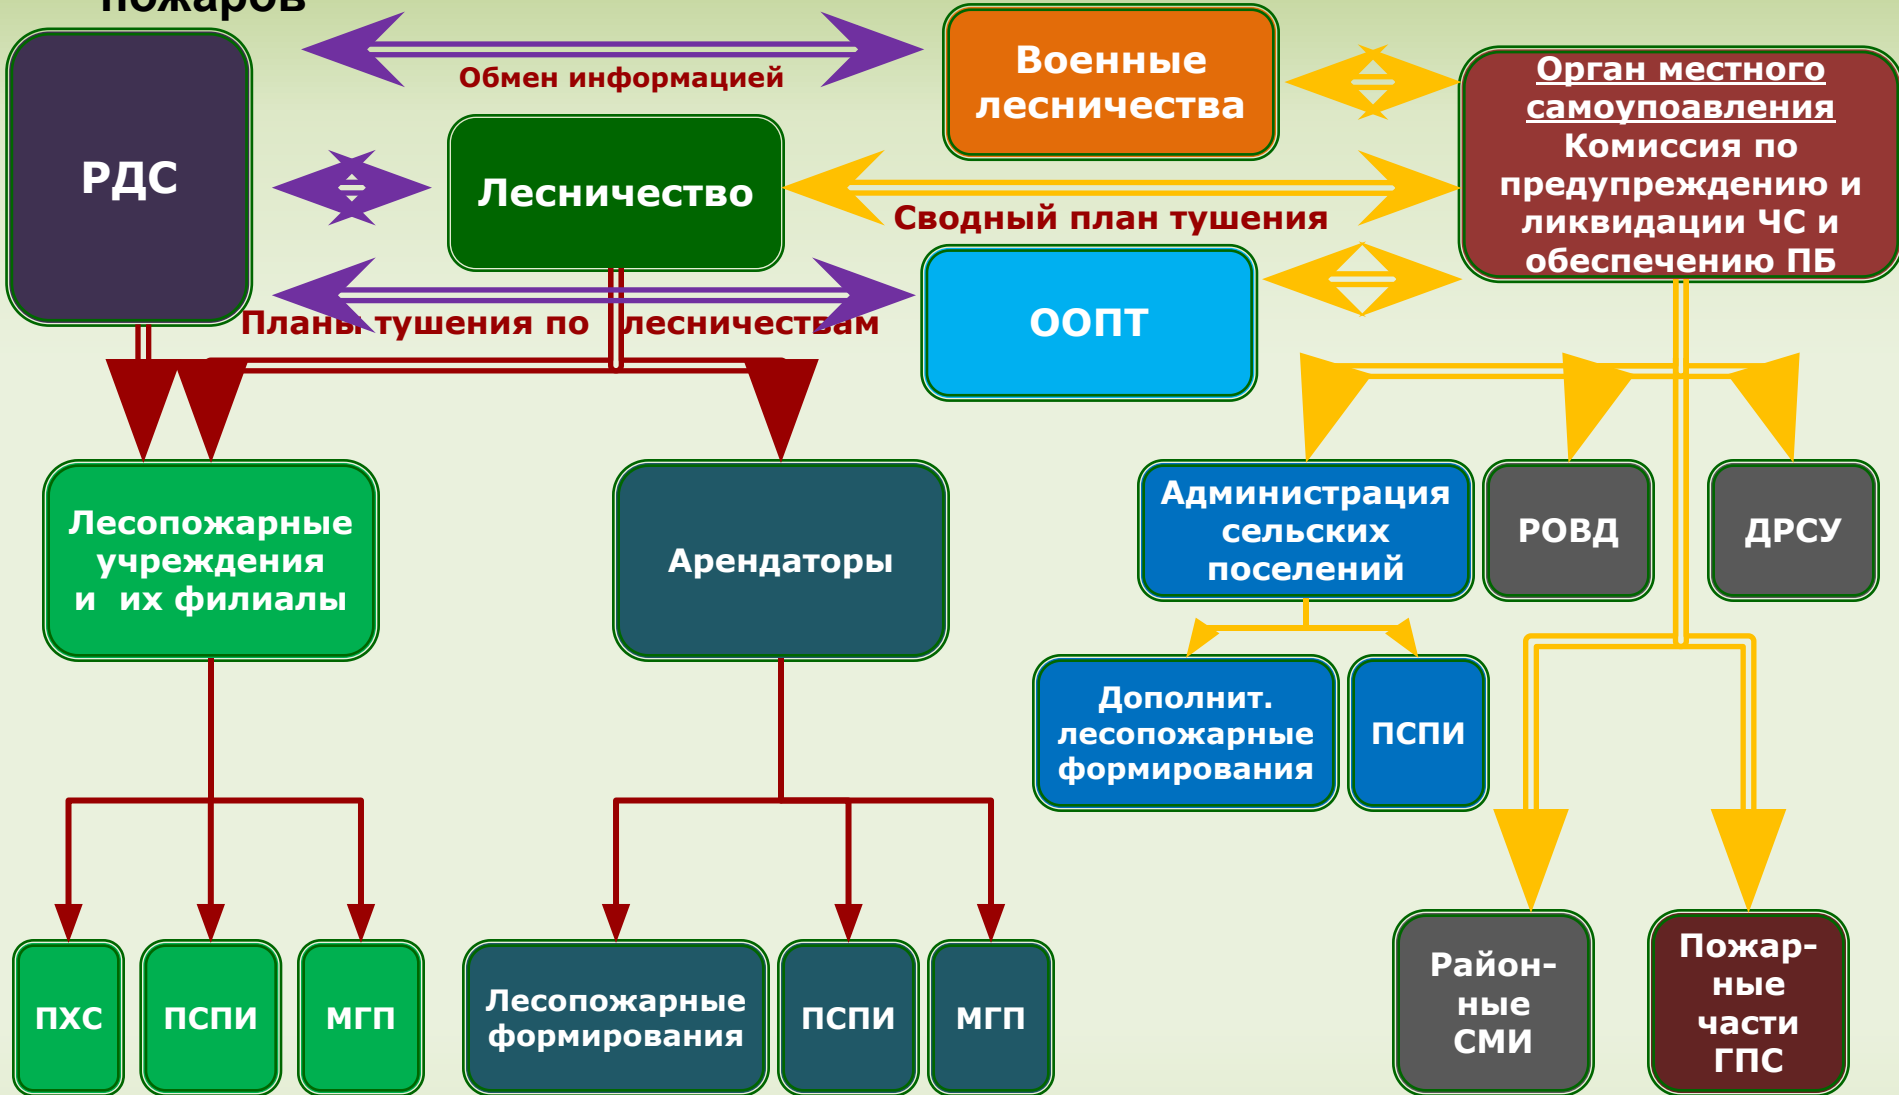 пожаров
РДС
Обмен информацией
Военные
лесничества
Орган местного
самоупоавления
Комиссия по
предупреждению и
ликвидации ЧС и
обеспечению ПБ
Лесничество
Сводный план тушения
Планы тушения по лесничествам
ООПТ
Лесопожарные
учреждения
и их филиалы
Арендаторы
Администрация
сельских
поселений
РОВД
ДРСУ
Дополнит.
лесопожарные
формирования
ПСПИ
ПХС
ПСПИ
МГП
Лесопожарные
формирования
ПСПИ
МГП
Район-
ные
СМИ
Пожар-
ные
части
ГПС